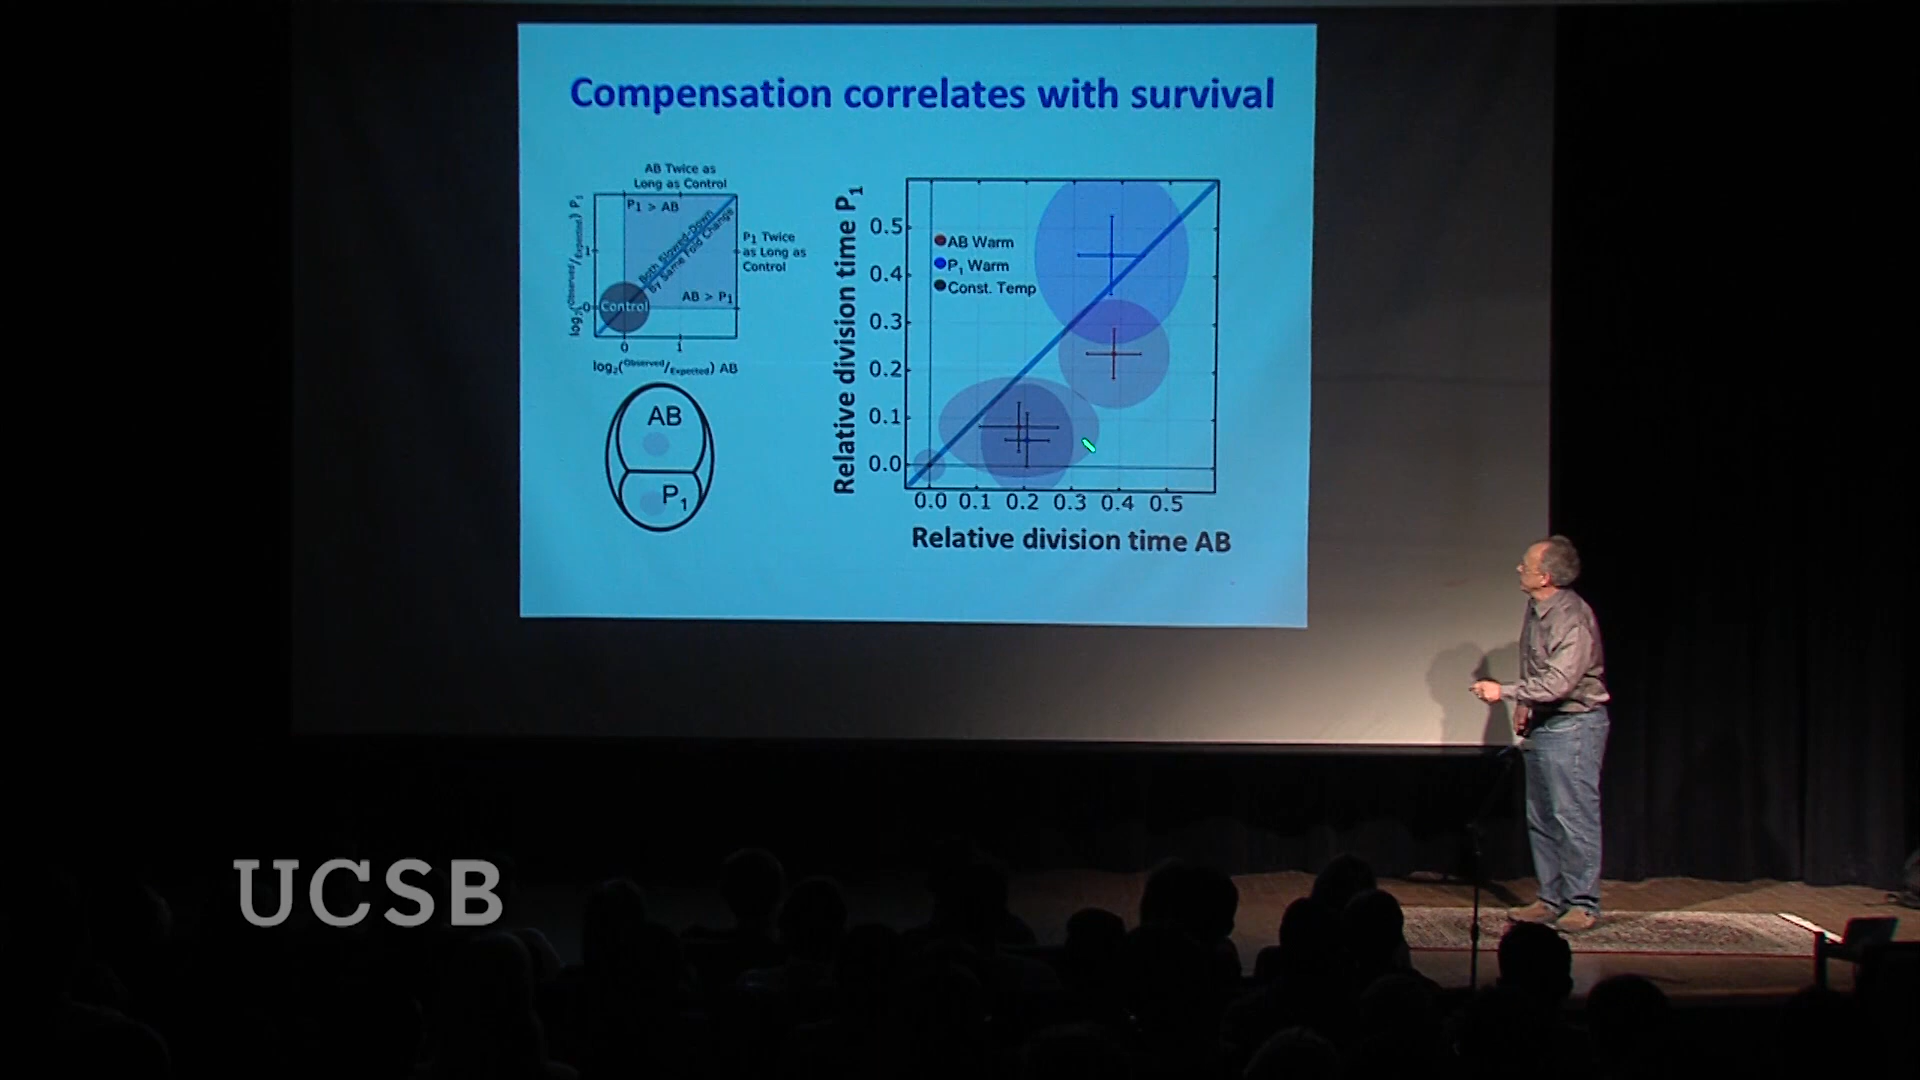 Compensation correlates with survival
AB Twice as
Long as Control
P1 > AB
Both Slowed-Down
by Same Fold Change
P1 Twice
as Long as
Control
AB > P1
Control
1
0
log2(Observed/Expected) P1
0 1
log2(Observed/Expected) AB
AB
P1
Relative division time P1
0.5
0.4
0.3
0.2
0.1
0.0
AB Warm
P1 Warm
Const. Temp
0.0 0.1 0.2 0.3 0.4 0.5
Relative division time AB
UCSB